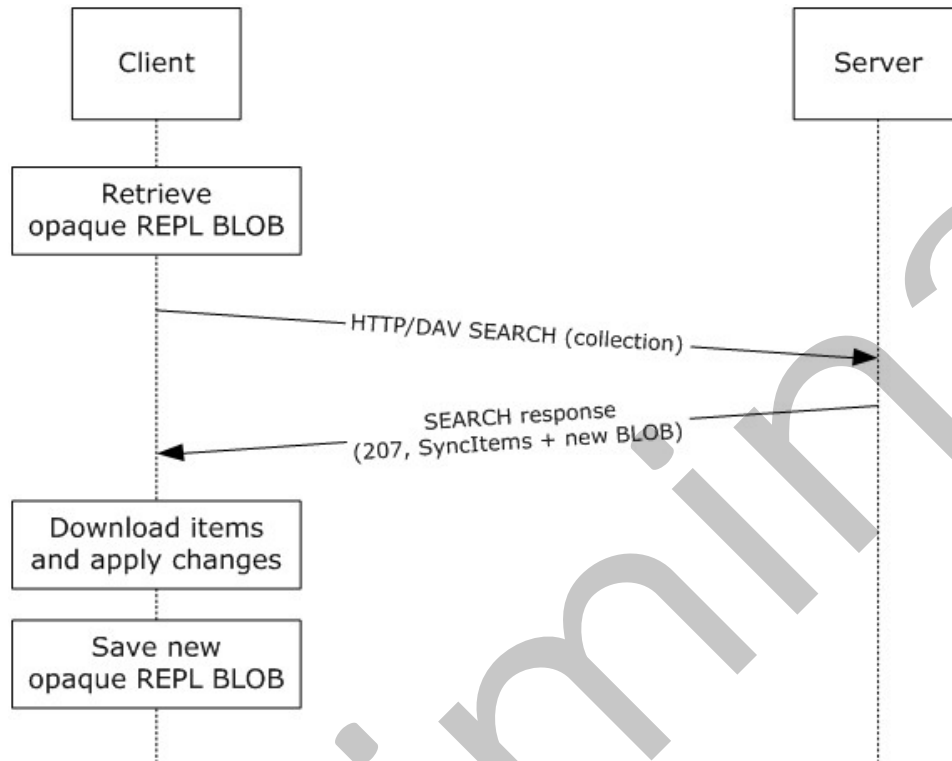 Client
Server
Retrieve
opaque REPL BLOB
HTTP/DAV SEARCH (collection)
SEARCH response
(207, SyncItems + new BLOB)
Download items
and apply changes
Save new
opaque REPL BLOB